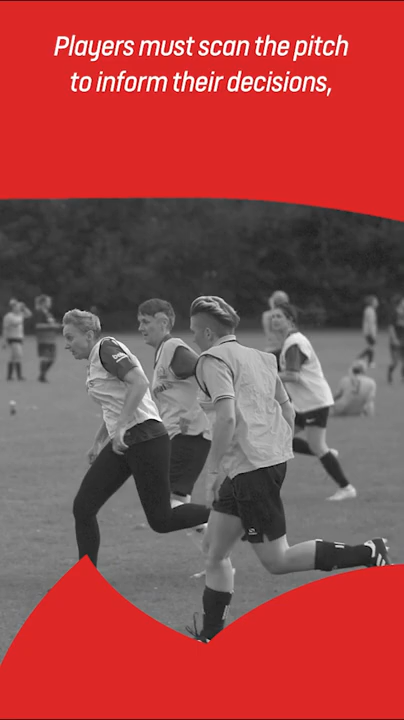 Players must scan the pitch
to inform their decisions,